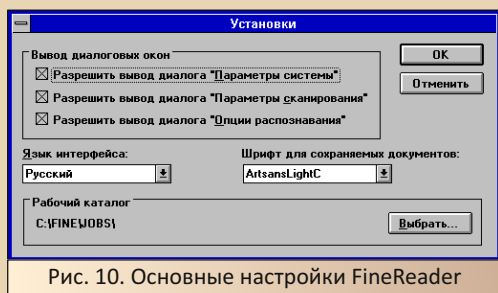 Установки
Вывод диалоговых окон
Разрешить вывод диалога "Параметры системы"
Разрешить вывод диалога "Параметры сканирования"
Разрешить вывод диалога "Опции распознавания"
OK
Отменить
Язык интерфейса:
Шрифт для сохраняемых документов:
Русский
ArtsansLightC
Рабочий каталог
C:\FINE\JOBS\
Выбрать...
Рис. 10. Основные настройки FineReader